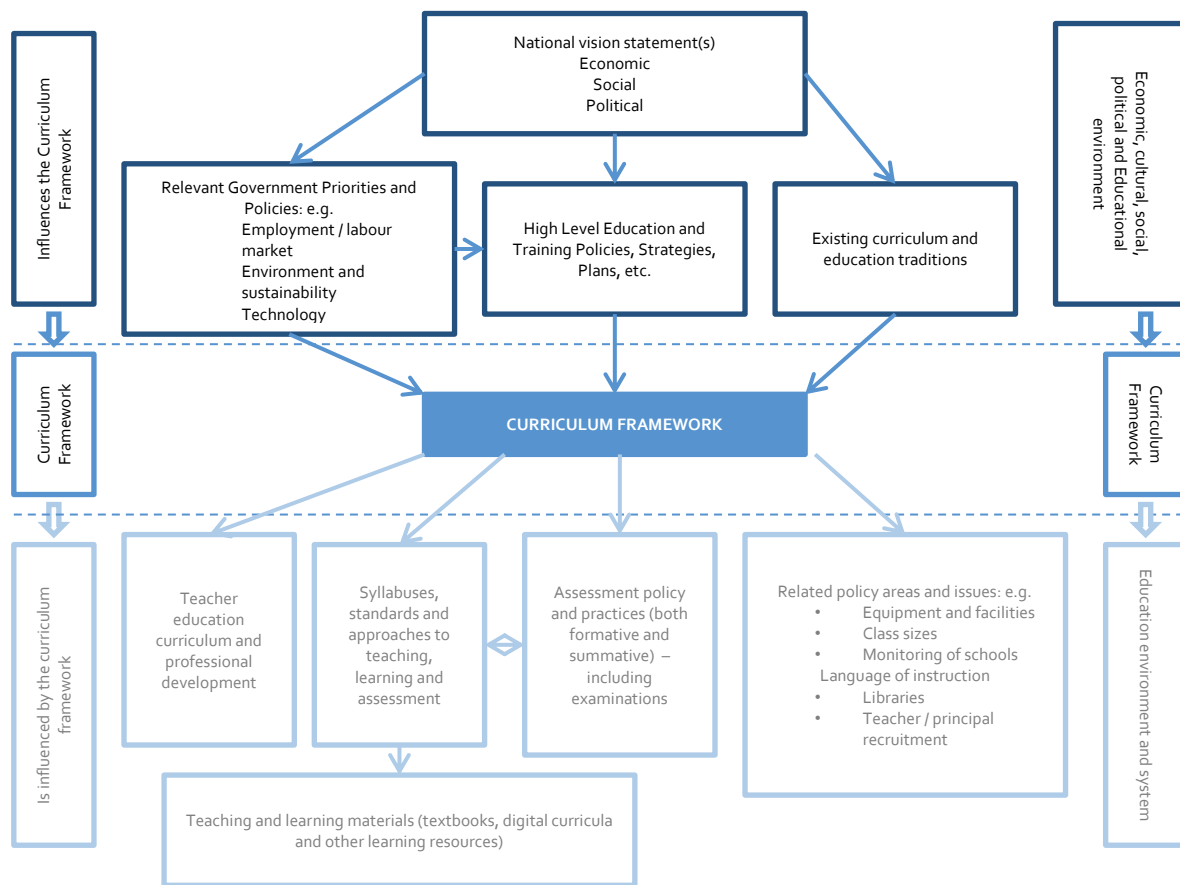 National vision statement(s)
Economic
Social
Political
Influences the Curriculum
Framework
Economic, cultural, social,
political and Educational
environment
Relevant Government Priorities and
Policies: e.g.
Employment / labour
market
Environment and
sustainability
Technology
High Level Education and
Training Policies, Strategies,
Plans, etc.
Existing curriculum and
education traditions
Curriculum
Framework
CURRICULUM FRAMEWORK
Curriculum
Framework
Is influenced by the curriculum
framework
Teacher
education
curriculum and
professional
development
Syllabuses,
standards and
approaches to
teaching,
learning and
assessment
Assessment policy
and practices (both
formative and
summative) –
including
examinations
Related policy areas and issues: e.g.
• Equipment and facilities
• Class sizes
• Monitoring of schools
Language of instruction
• Libraries
• Teacher / principal
recruitment
Education environment and system
Teaching and learning materials (textbooks, digital curricula
and other learning resources)